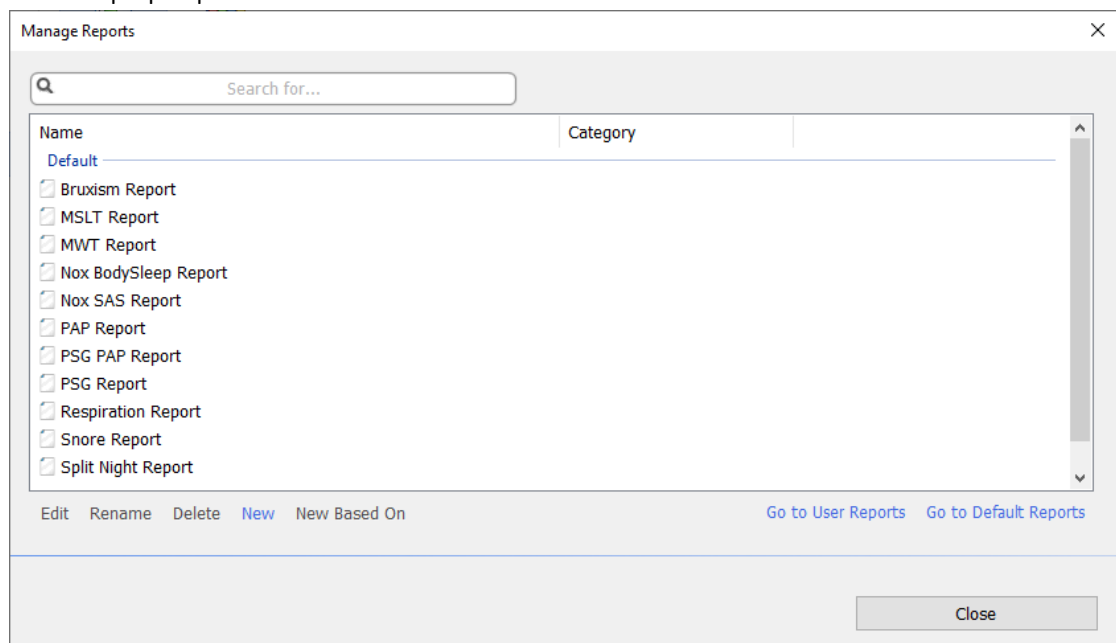 Manage Reports
Search for...
Name Category
Default
Bruxism Report
MSLT Report
MWT Report
Nox BodySleep Report
Nox SAS Report
PAP Report
PSG PAP Report
PSG Report
Respiration Report
Snore Report
Split Night Report
Edit Rename Delete New New Based On Go to User Reports Go to Default Reports
Close